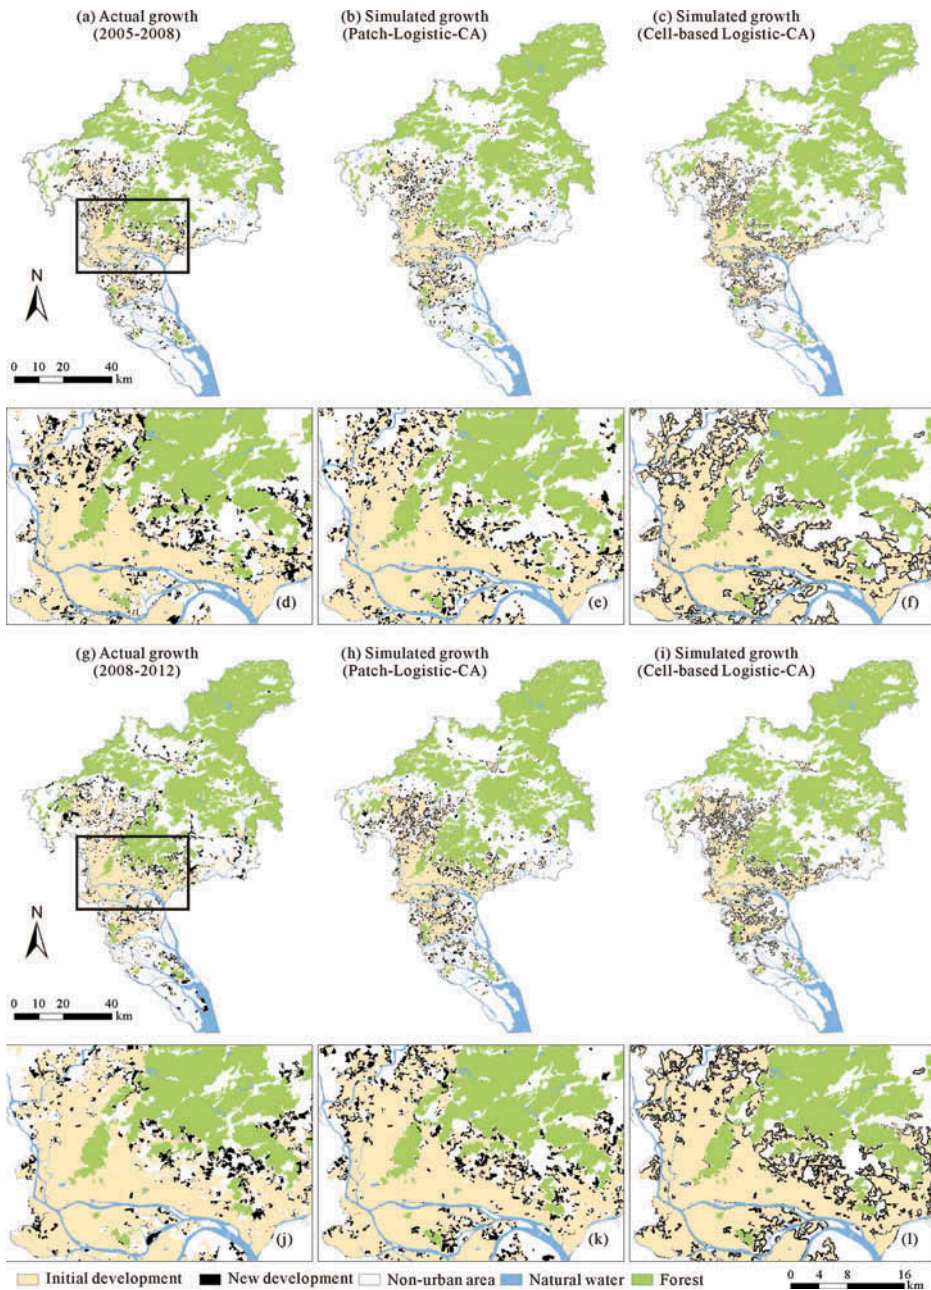 (a) Actual growth
(2005-2008)
(b) Simulated growth
(Patch-Logistic-CA)
(c) Simulated growth
(Cell-based Logistic-CA)
N
0 10 20 40
km
(d)
(e)
(f)
(g) Actual growth
(2008-2012)
(h) Simulated growth
(Patch-Logistic-CA)
(i) Simulated growth
(Cell-based Logistic-CA)
N
0 10 20 40
km
(j)
(k)
(l)
Initial development New development Non-urban area Natural water Forest
0 4 8 16
km